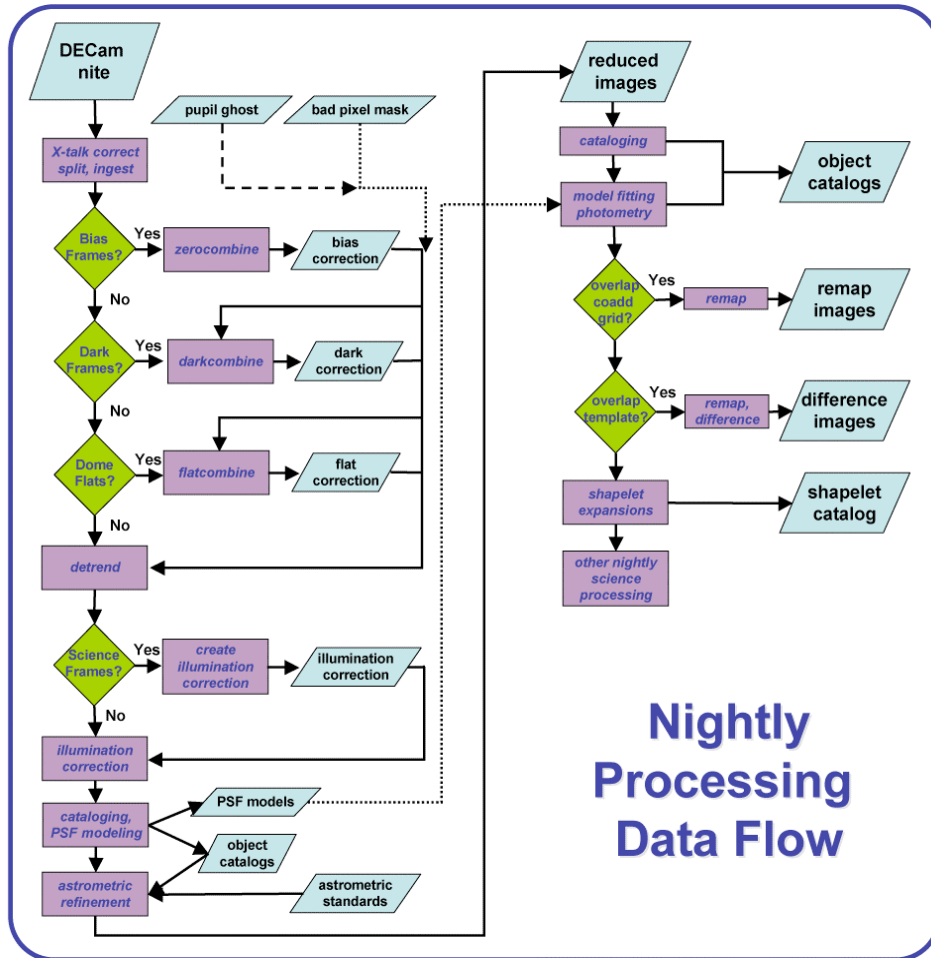 DECam
nite
pupil ghost
bad pixel mask
X-talk correct
split, ingest
Bias
Frames?
Yes
zerocombine
bias
correction
No
Dark
Frames?
Yes
darkcombine
dark
correction
No
Dome
Flats?
Yes
flatcombine
flat
correction
No
detrend
Science
Frames?
Yes
create
illumination
correction
illumination
correction
No
illumination
correction
cataloging,
PSF modeling
PSF models
object
catalogs
astrometric
refinement
astrometric
standards
reduced
images
cataloging
model fitting
photometry
object
catalogs
overlap
coadd
grid?
Yes
remap
remap
images
overlap
template?
Yes
remap,
difference
difference
images
shapelet
expansions
shapelet
catalog
other nightly
science
processing
Nightly
Processing
Data Flow